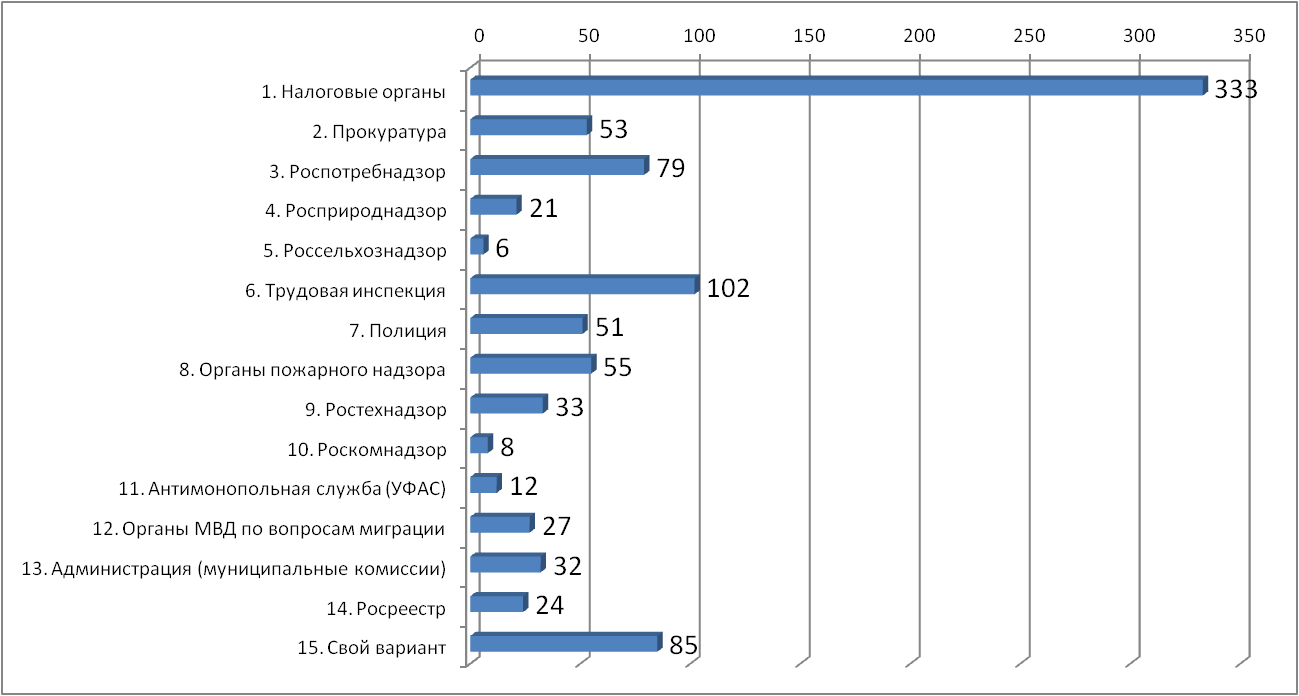 0 50 100 150 200 250 300 350
1. Налоговые органы 333
2. Прокуратура 53
3. Роспотребнадзор 79
4. Росприроднадзор 21
5. Россельхознадзор 6
6. Трудовая инспекция 102
7. Полиция 51
8. Органы пожарного надзора 55
9. Ростехнадзор 33
10. Роскомнадзор 8
11. Антимонопольная служба (УФАС) 12
12. Органы МВД по вопросам миграции 27
13. Администрация (муниципальные комиссии) 32
14. Росреестр 24
15. Свой вариант 85